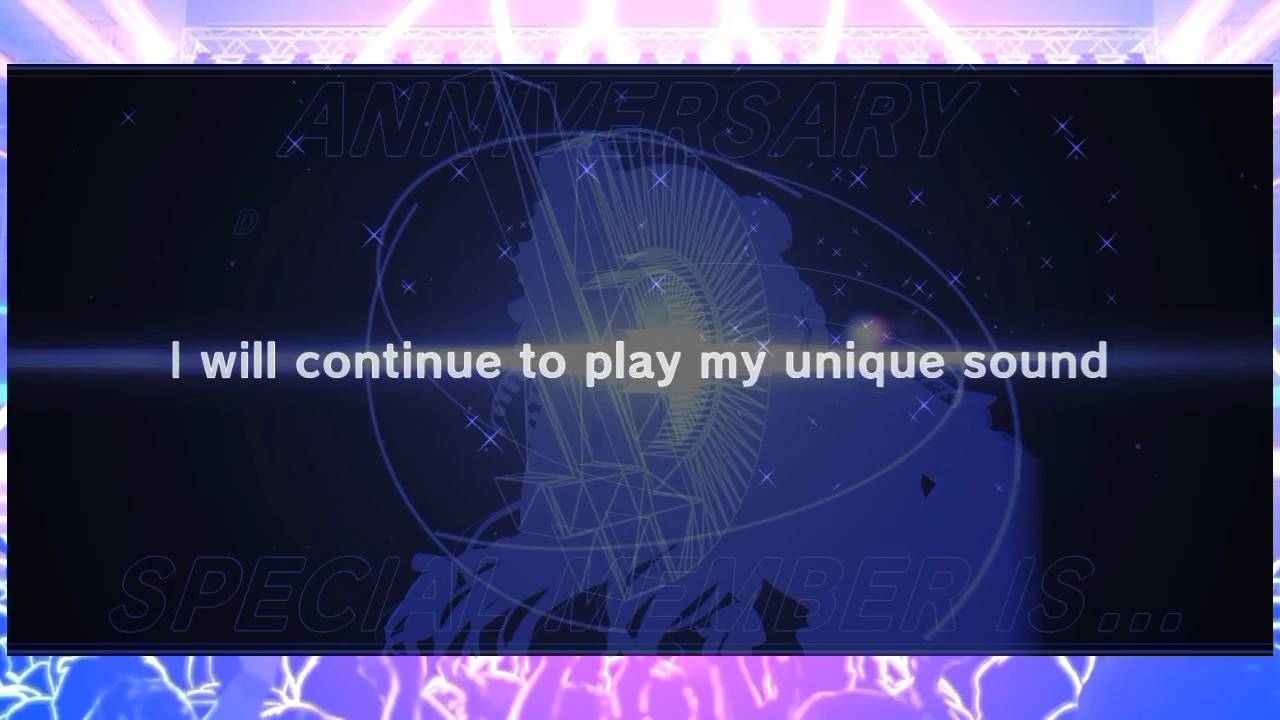 ANNIVERSARY
D
I will continue to play my unique sound
SPECIAL MEMBER IS...